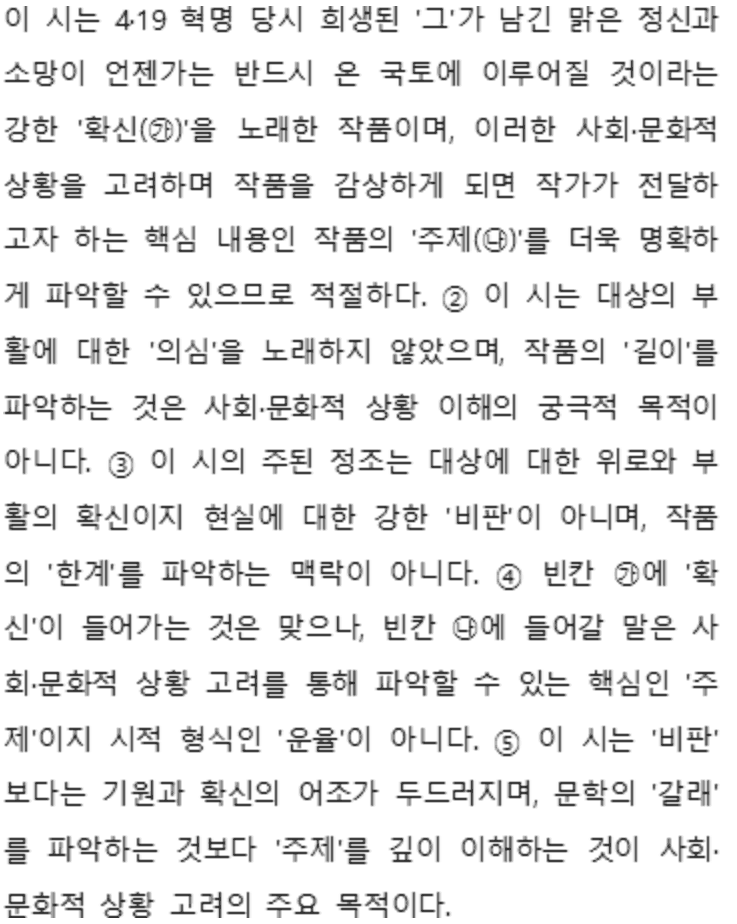 이 시는 4·19 혁명 당시 희생된 '그'가 남긴 맑은 정신과
소망이 언젠가는 반드시 온 국토에 이루어질 것이라는
강한 '확신(㉮)'을 노래한 작품이며, 이러한 사회·문화적
상황을 고려하며 작품을 감상하게 되면 작가가 전달하
고자 하는 핵심 내용인 작품의 '주제(㉯)'를 더욱 명확하
게 파악할 수 있으므로 적절하다. ② 이 시는 대상의 부
활에 대한 '의심'을 노래하지 않았으며, 작품의 '길이'를
파악하는 것은 사회·문화적 상황 이해의 궁극적 목적이
아니다. ③ 이 시의 주된 정조는 대상에 대한 위로와 부
활의 확신이지 현실에 대한 강한 '비판'이 아니며, 작품
의 '한계'를 파악하는 맥락이 아니다. ④ 빈칸 ㉮에 '확
신'이 들어가는 것은 맞으나, 빈칸 ㉯에 들어갈 말은 사
회·문화적 상황 고려를 통해 파악할 수 있는 핵심인 '주
제'이지 시적 형식인 '운율'이 아니다. ⑤ 이 시는 '비판'
보다는 기원과 확신의 어조가 두드러지며, 문학의 '갈래'
를 파악하는 것보다 '주제'를 깊이 이해하는 것이 사회·
문화적 상황 고려의 주요 목적이다.